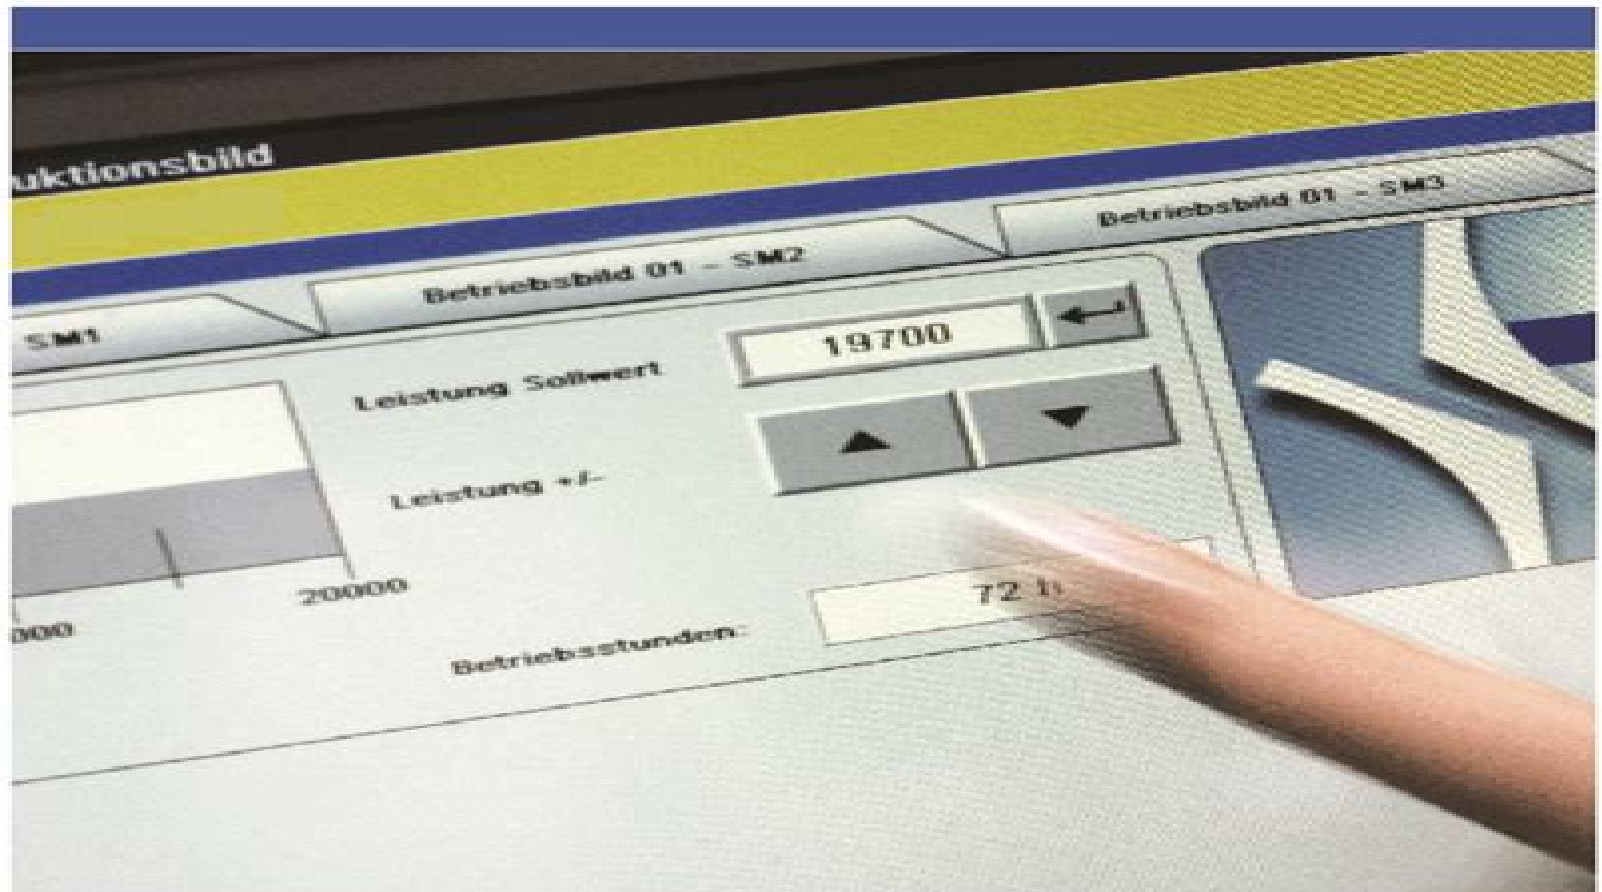 uktionsbild
SM1
Betriebsbild 01 - SM2
Betriebsbild 01 - SM3
Leistung Sollwert
19700
Leistung +/-
000
20000
Betriebsstunden:
72 h